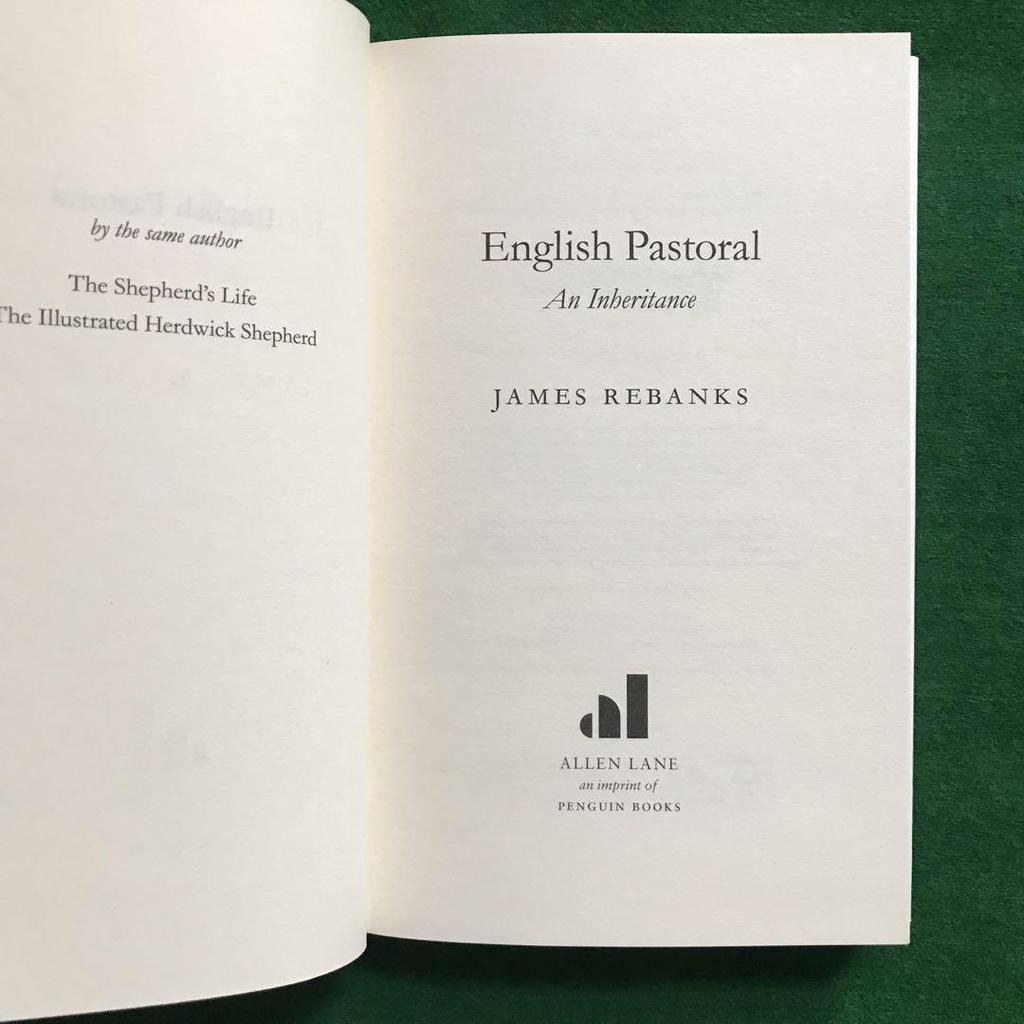 by the same author
The Shepherd's Life
The Illustrated Herdwick Shepherd
English Pastoral
An Inheritance
JAMES REBANKS
al
ALLEN LANE
an imprint of
PENGUIN BOOKS